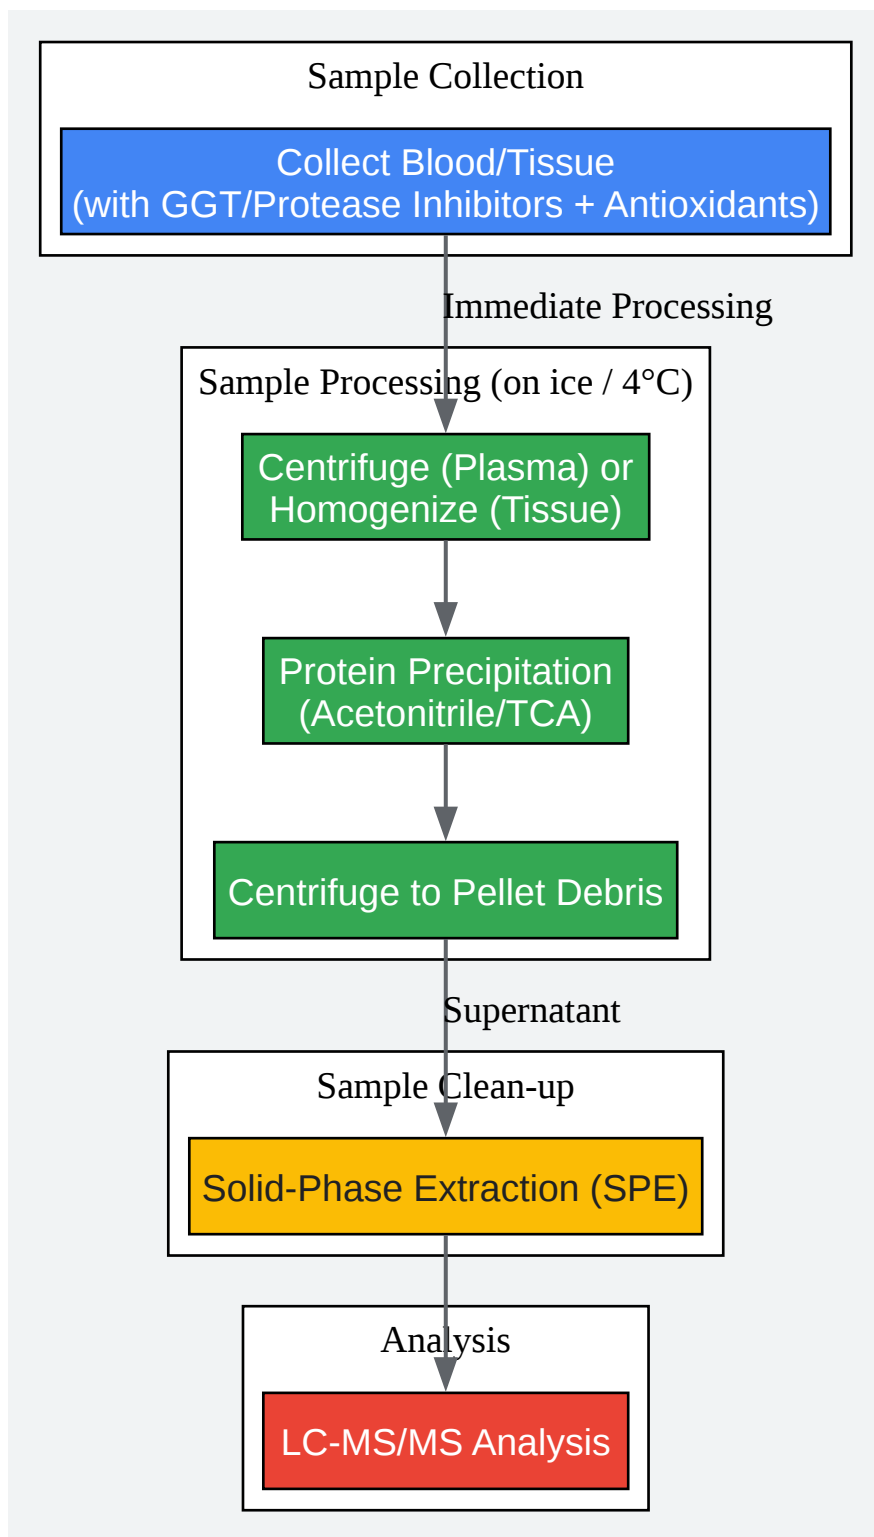 Sample Collection
Collect Blood/Tissue
(with GGT/Protease Inhibitors + Antioxidants)
Immediate Processing
Sample Processing (on ice / 4°C)
Centrifuge (Plasma) or
Homogenize (Tissue)
Protein Precipitation
(Acetonitrile/TCA)
Centrifuge to Pellet Debris
Supernatant
Sample Clean-up
Solid-Phase Extraction (SPE)
Analysis
LC-MS/MS Analysis